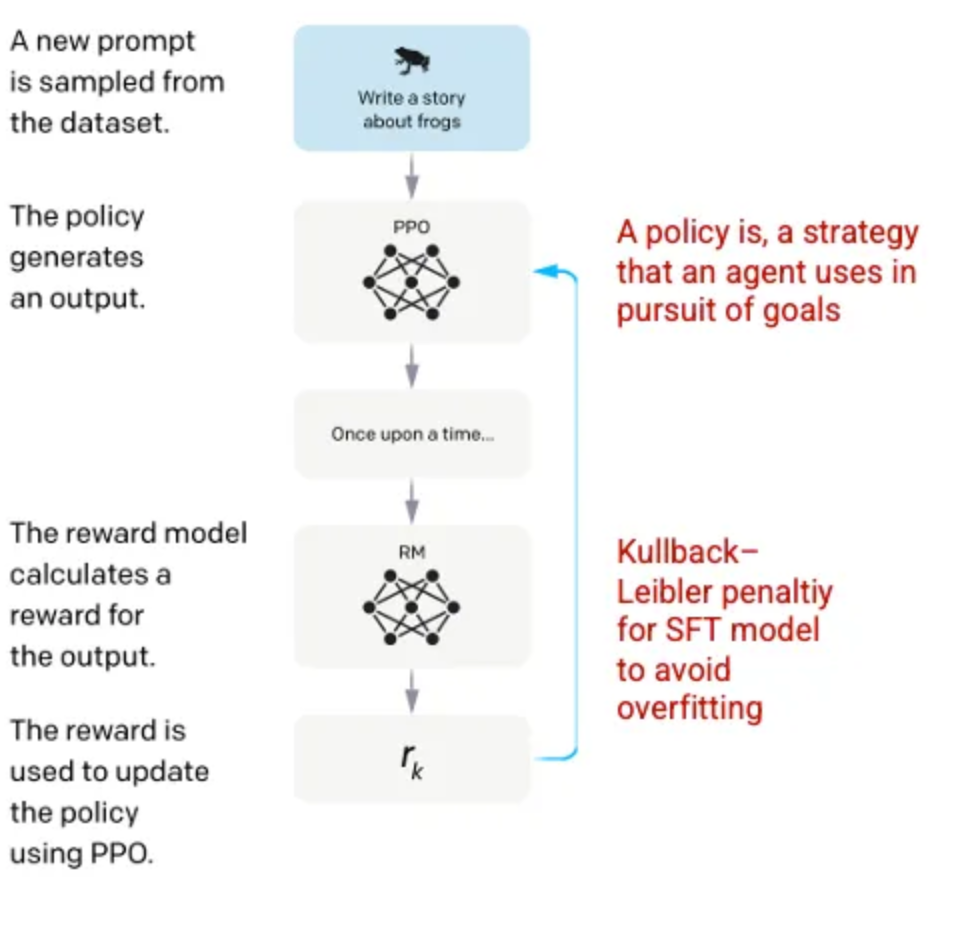 A new prompt
is sampled from
the dataset.
Write a story
about frogs
The policy
generates
an output.
PPO
A policy is, a strategy
that an agent uses in
pursuit of goals
Once upon a time...
The reward model
calculates a
reward for
the output.
RM
Kullback–
Leibler penaltiy
for SFT model
to avoid
overfitting
The reward is
used to update
the policy
using PPO.
r_k